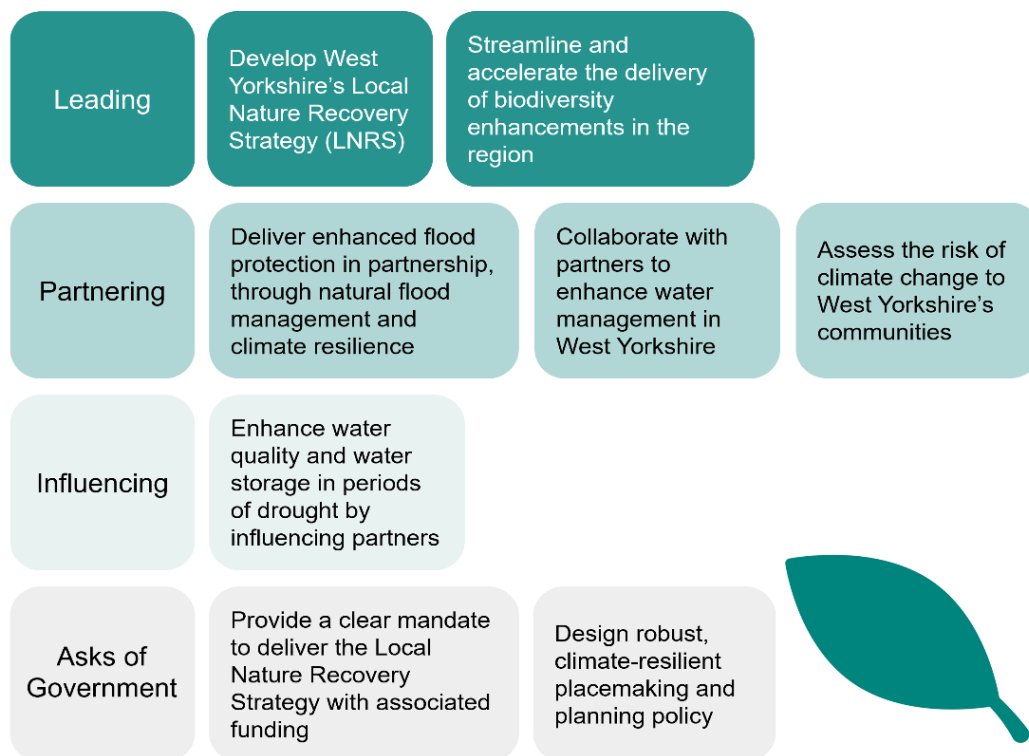 Leading
Develop West
Yorkshire’s Local
Nature Recovery
Strategy (LNRS)
Streamline and
accelerate the delivery
of biodiversity
enhancements in the
region
Partnering
Deliver enhanced flood
protection in partnership,
through natural flood
management and
climate resilience
Collaborate with
partners to
enhance water
management in
West Yorkshire
Assess the risk of
climate change to
West Yorkshire’s
communities
Influencing
Enhance water
quality and water
storage in periods
of drought by
influencing partners
Asks of
Government
Provide a clear mandate
to deliver the Local
Nature Recovery
Strategy with associated
funding
Design robust,
climate-resilient
placemaking and
planning policy